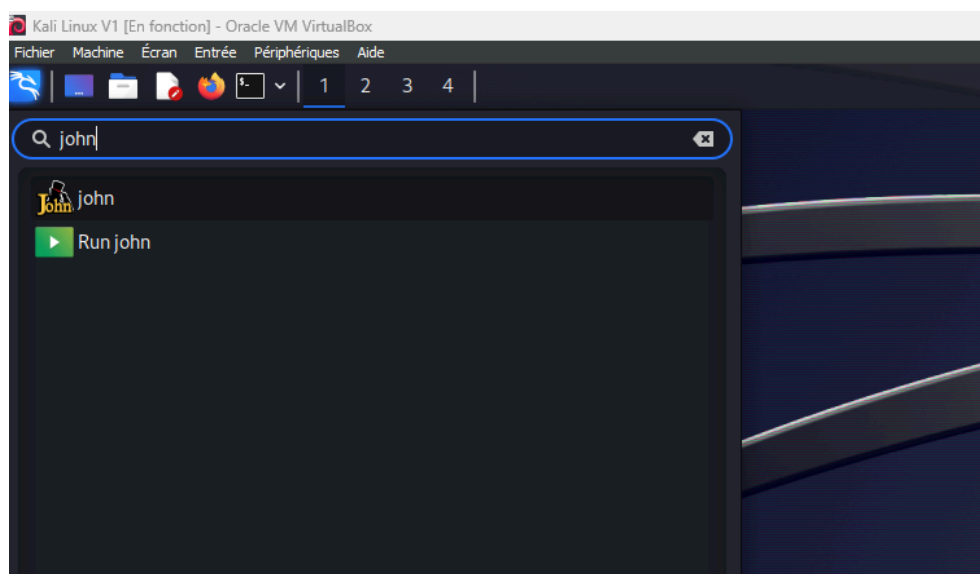 Kali Linux V1 [En fonction] - Oracle VM VirtualBox
Fichier Machine Écran Entrée Périphériques Aide
$- 1 2 3 4
john
John john
Run john